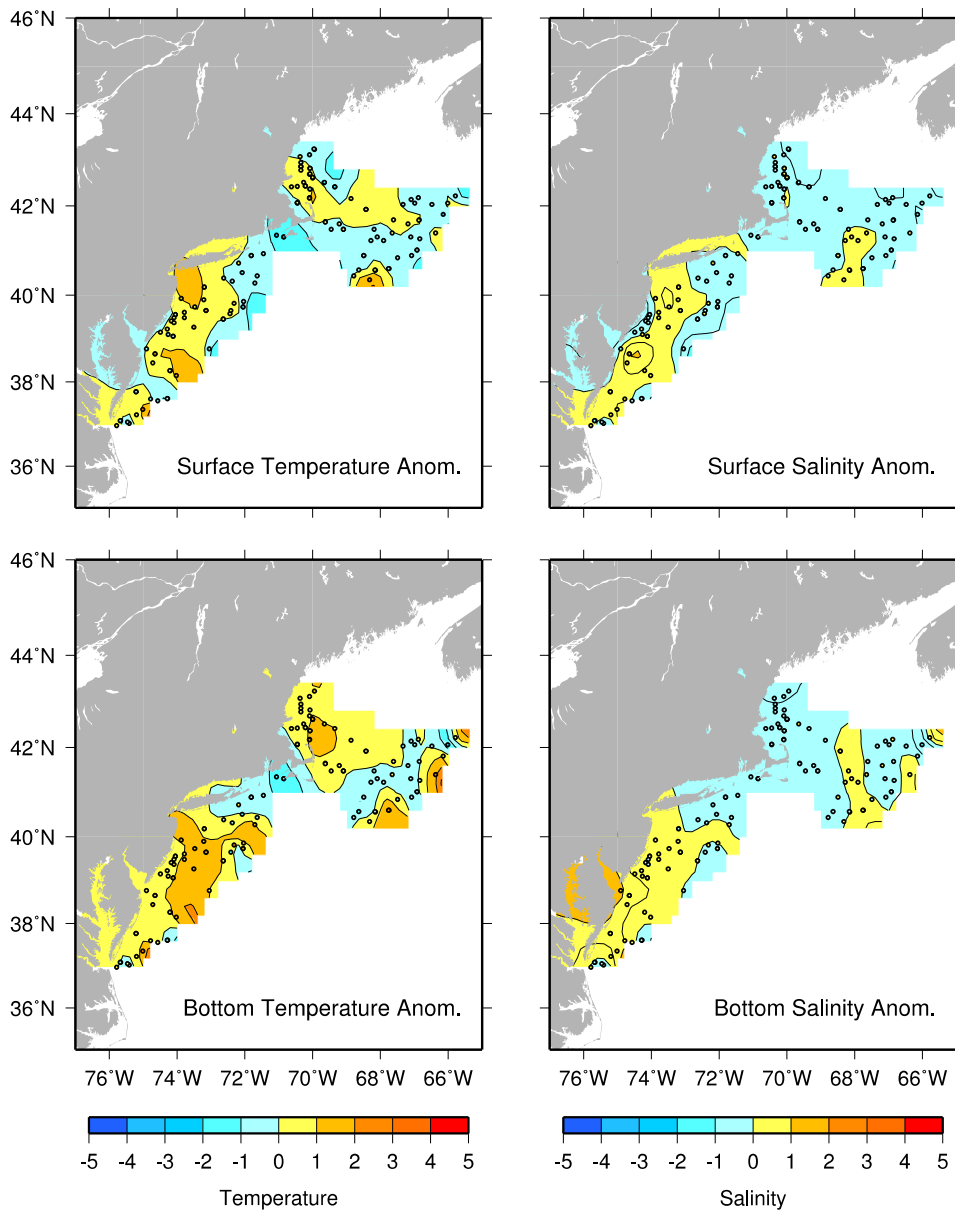 46°N
44°N
42°N
40°N
38°N
36°N
Surface Temperature Anom.
Surface Salinity Anom.
46°N
44°N
42°N
40°N
38°N
36°N
Bottom Temperature Anom.
Bottom Salinity Anom.
76°W 74°W 72°W 70°W 68°W 66°W
76°W 74°W 72°W 70°W 68°W 66°W
-5 -4 -3 -2 -1 0 1 2 3 4 5
-5 -4 -3 -2 -1 0 1 2 3 4 5
Temperature
Salinity